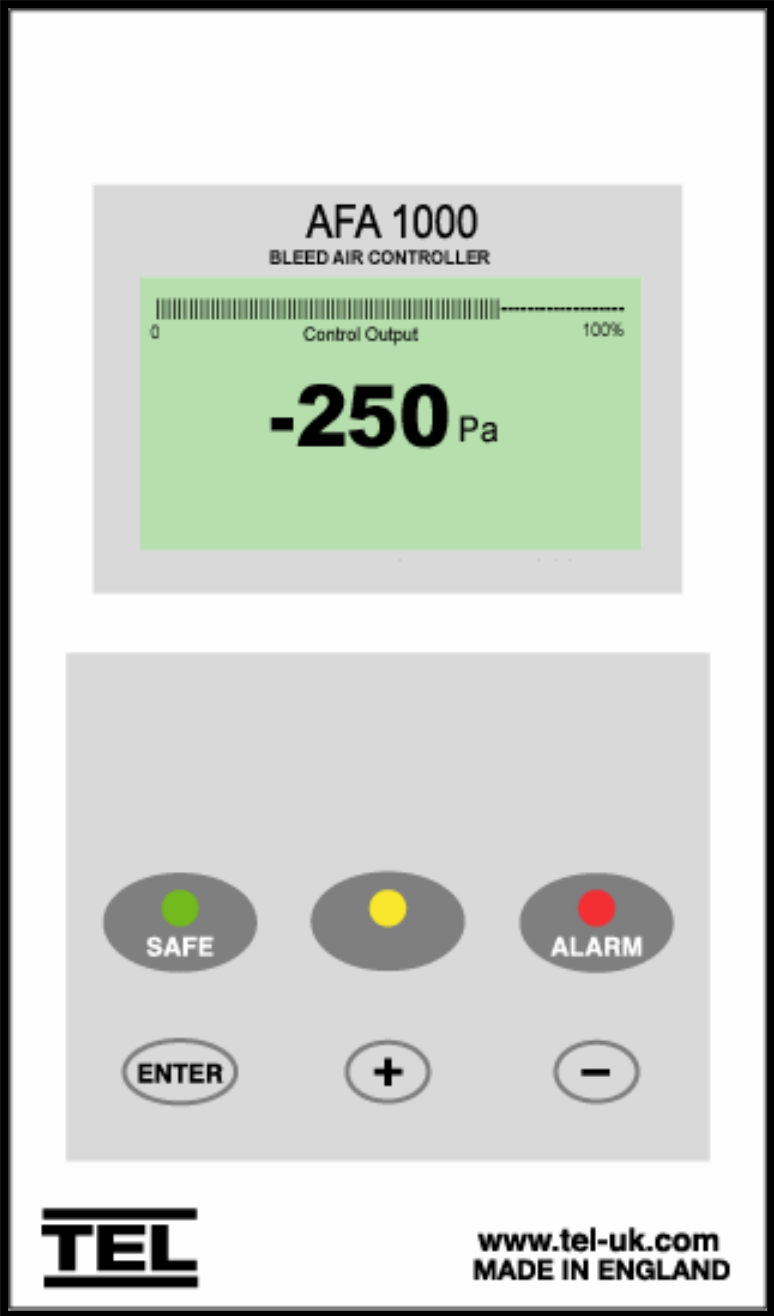 AFA 1000
BLEED AIR CONTROLLER
0 Control Output 100%
-250 Pa
SAFE ALARM
ENTER + −
TEL
www.tel-uk.com
MADE IN ENGLAND